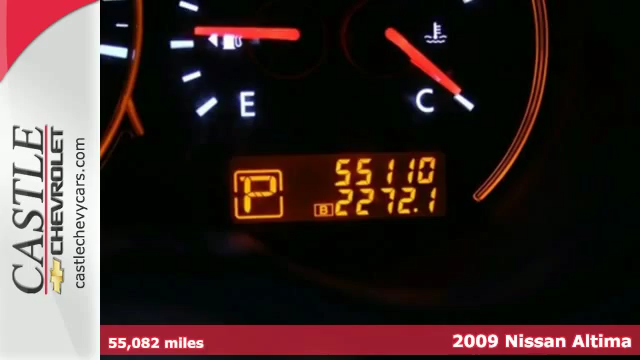 CASTLE
CHEVROLET
castlechevycars.com
E
C
P
55110
B 2272.1
55,082 miles
2009 Nissan Altima